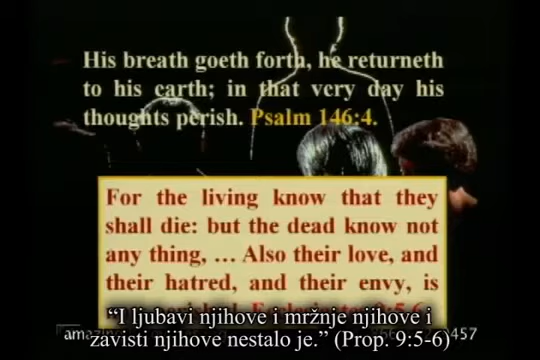 His breath goeth forth, he returneth
to his earth; in that very day his
thoughts perish. Psalm 146:4.
For the living know that they
shall die: but the dead know not
any thing, … Also their love, and
their hatred, and their envy, is
“I ljubavi njihove i mržnje njihove i
zavisti njihove nestalo je.” (Prop. 9:5-6)
457